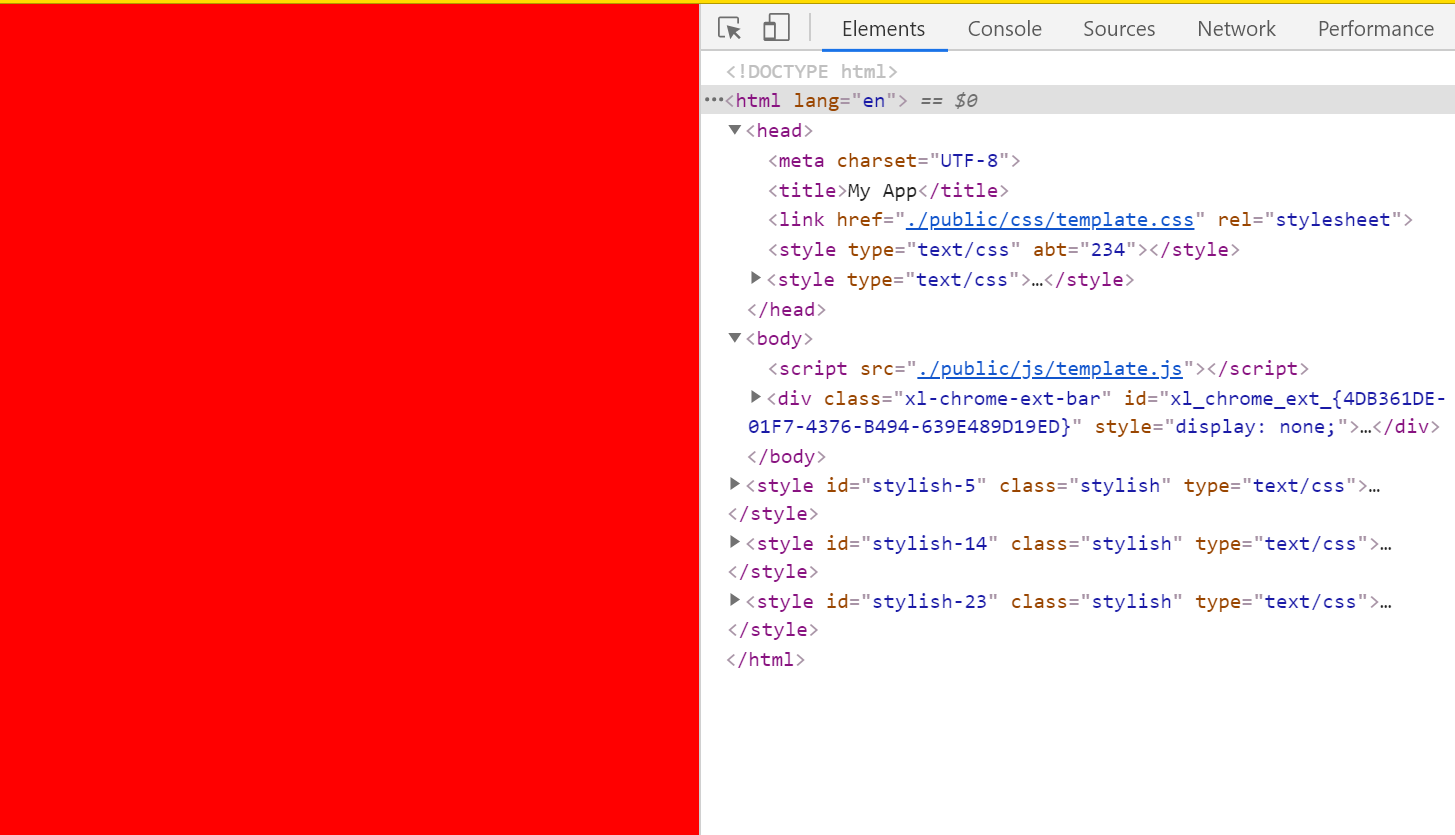 Elements Console Sources Network Performance
<!DOCTYPE html>
···<html lang="en"> == $0
▼<head>
<meta charset="UTF-8">
<title>My App</title>
<link href="./public/css/template.css" rel="stylesheet">
<style type="text/css" abt="234"></style>
▶<style type="text/css">…</style>
</head>
▼<body>
<script src="./public/js/template.js"></script>
▶<div class="xl-chrome-ext-bar" id="xl_chrome_ext_{4DB361DE-
01F7-4376-B494-639E489D19ED}" style="display: none;">…</div>
</body>
▶<style id="stylish-5" class="stylish" type="text/css">…
</style>
▶<style id="stylish-14" class="stylish" type="text/css">…
</style>
▶<style id="stylish-23" class="stylish" type="text/css">…
</style>
</html>